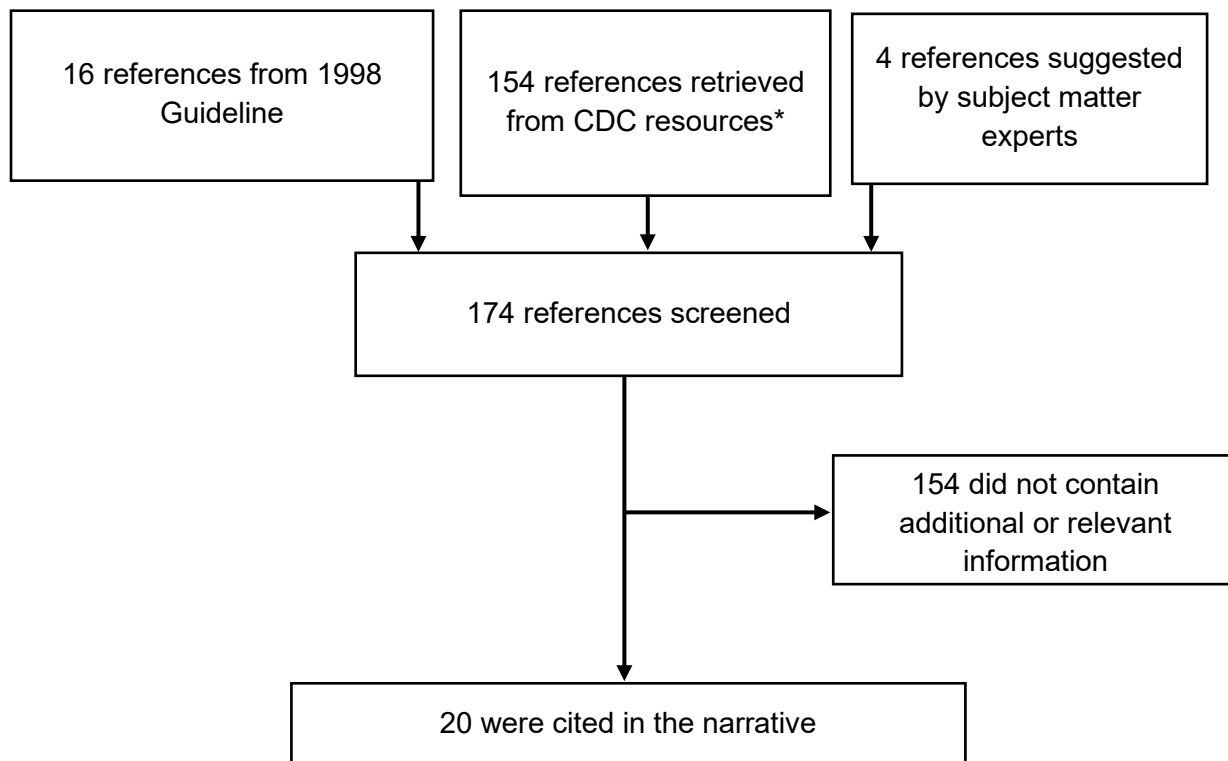 16 references from 1998
Guideline
154 references retrieved
from CDC resources*
4 references suggested
by subject matter
experts
174 references screened
154 did not contain
additional or relevant
information
20 were cited in the narrative